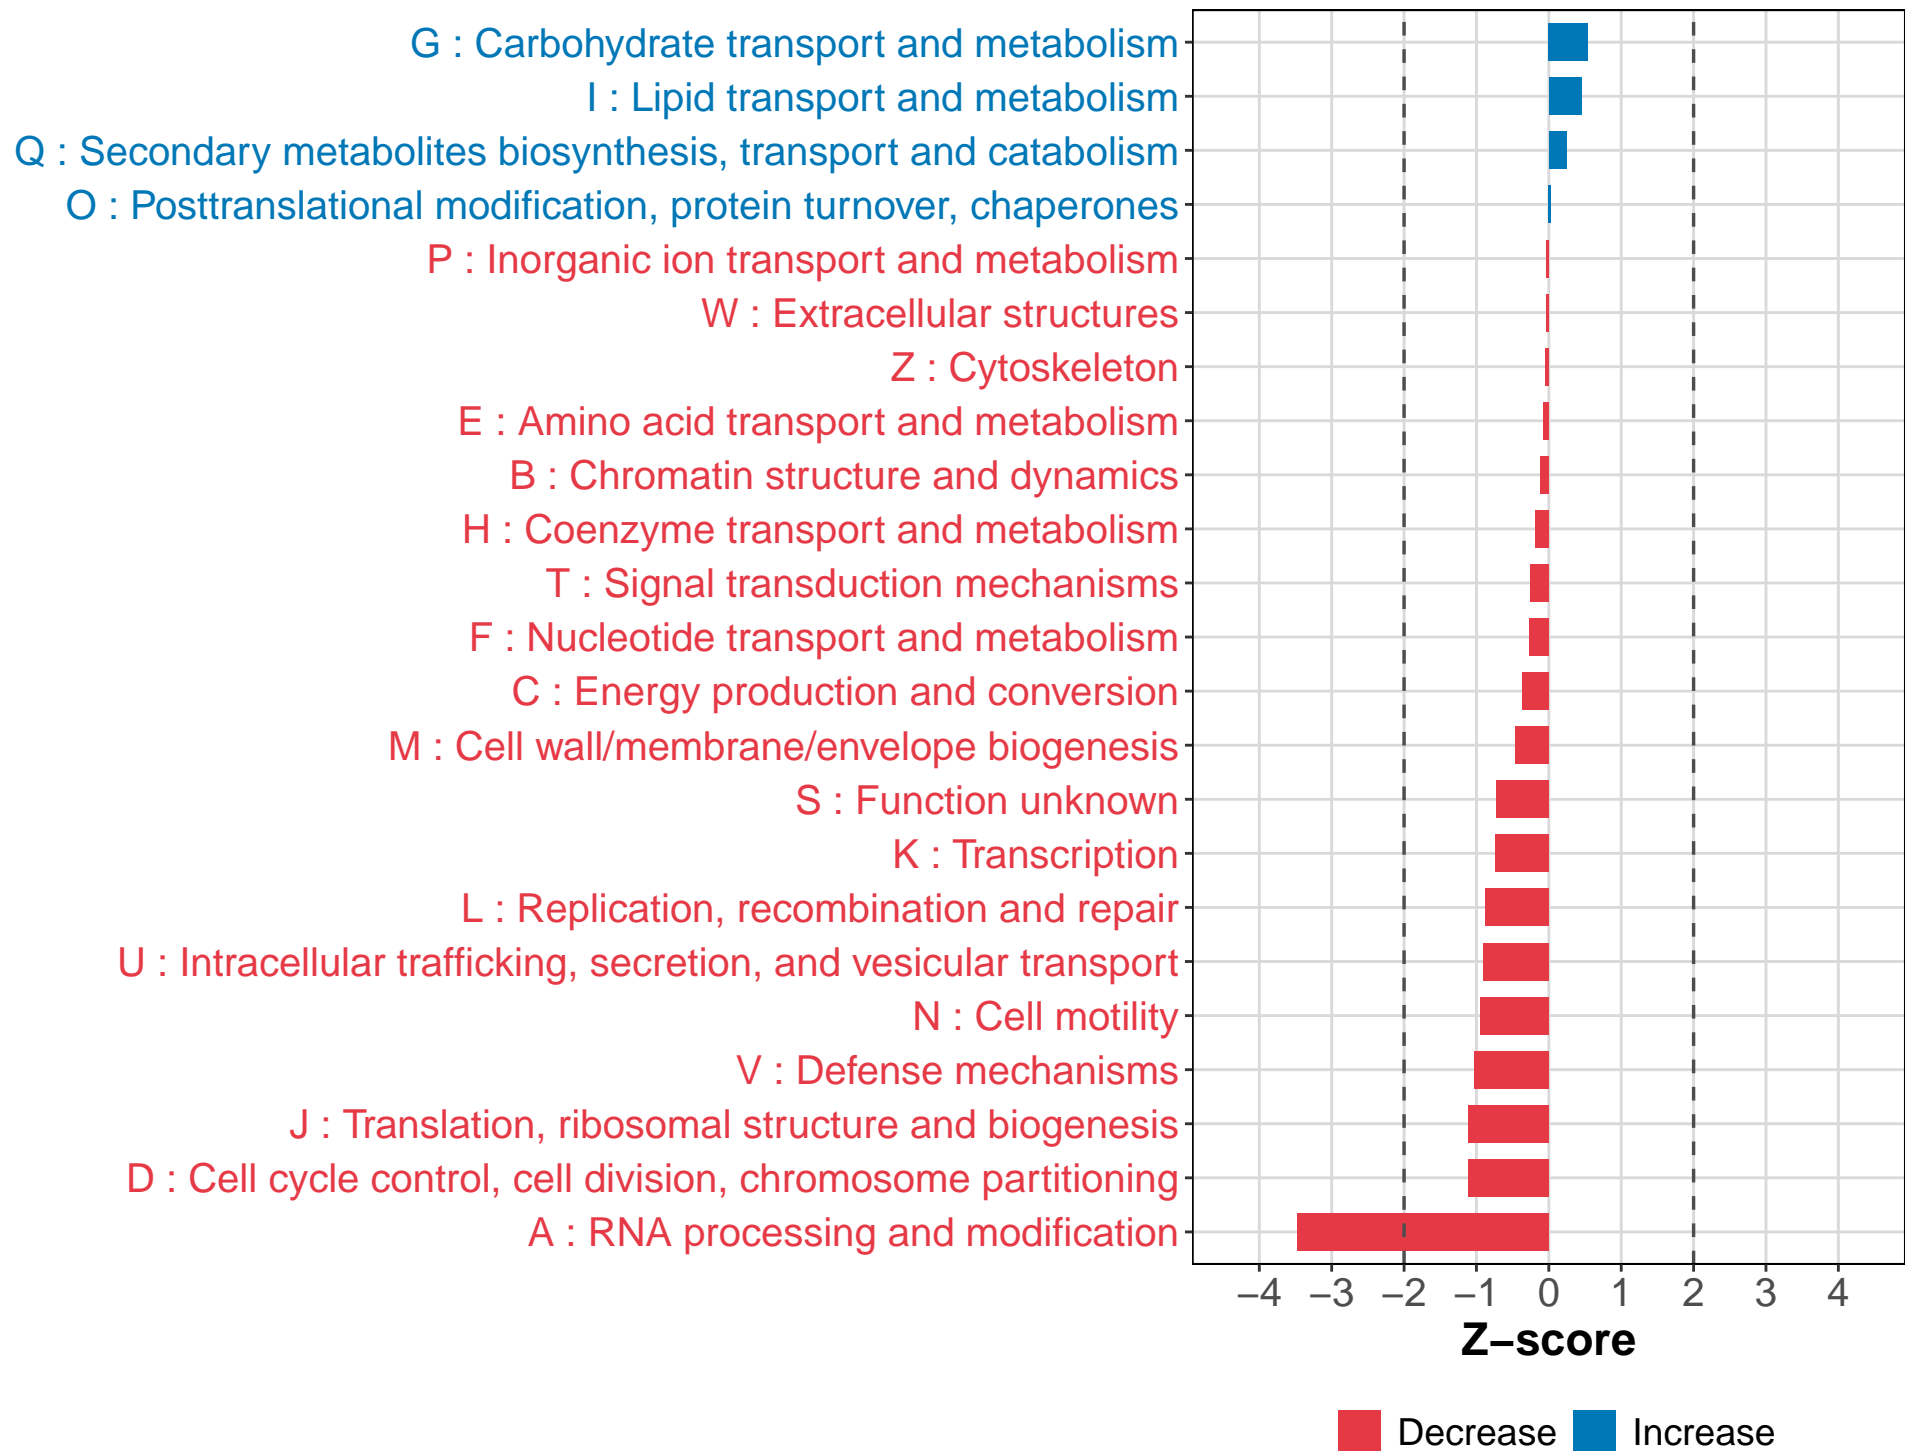 G : Carbohydrate transport and metabolism
I : Lipid transport and metabolism
Q : Secondary metabolites biosynthesis, transport and catabolism
O : Posttranslational modification, protein turnover, chaperones
P : Inorganic ion transport and metabolism
W : Extracellular structures
Z : Cytoskeleton
E : Amino acid transport and metabolism
B : Chromatin structure and dynamics
H : Coenzyme transport and metabolism
T : Signal transduction mechanisms
F : Nucleotide transport and metabolism
C : Energy production and conversion
M : Cell wall/membrane/envelope biogenesis
S : Function unknown
K : Transcription
L : Replication, recombination and repair
U : Intracellular trafficking, secretion, and vesicular transport
N : Cell motility
V : Defense mechanisms
J : Translation, ribosomal structure and biogenesis
D : Cell cycle control, cell division, chromosome partitioning
A : RNA processing and modification
−4 −3 −2 −1 0 1 2 3 4
Z−score
Decrease Increase